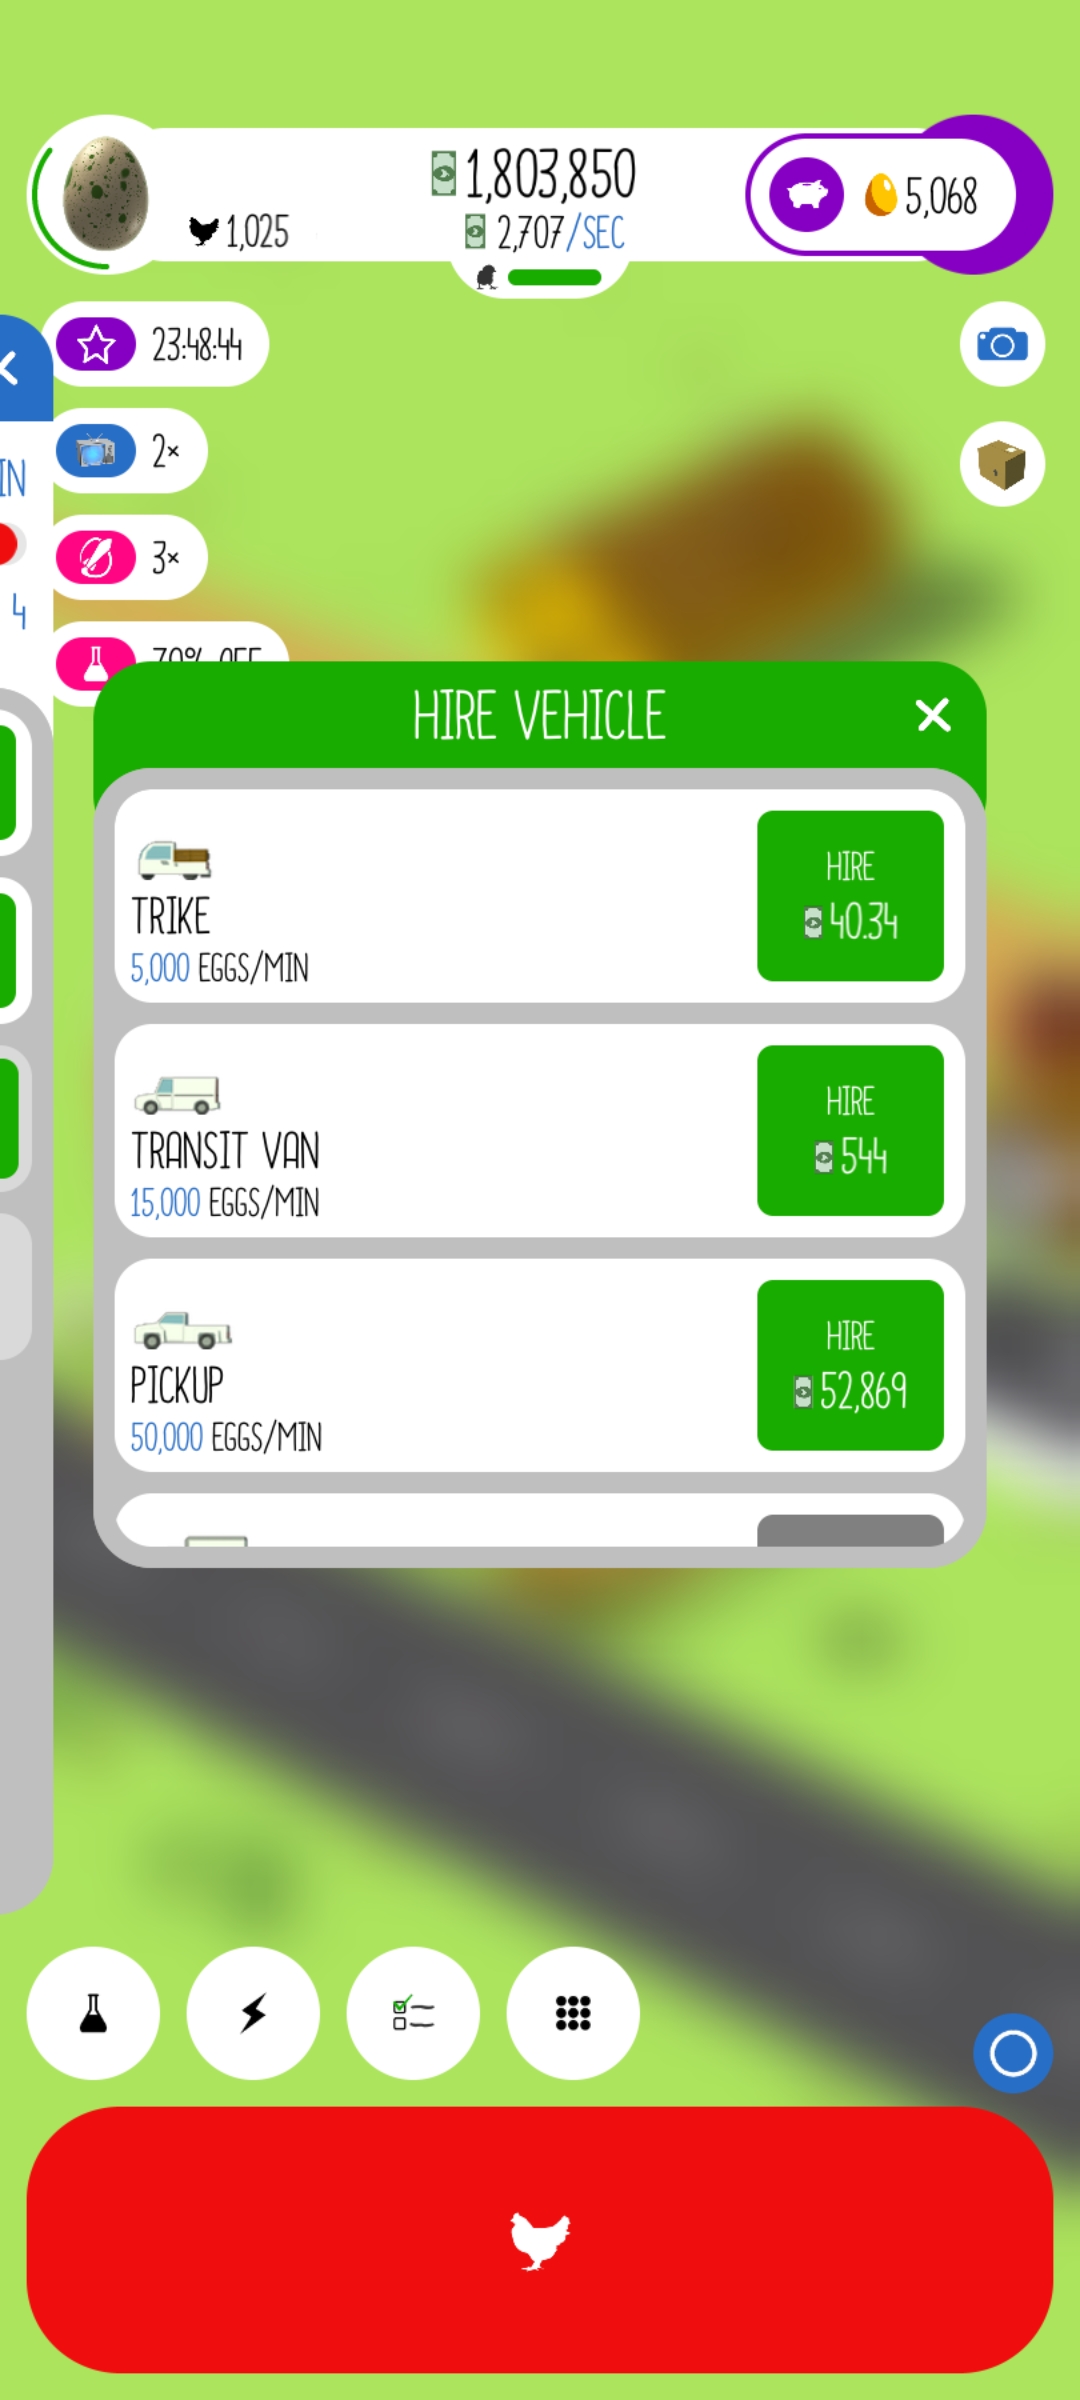 1,803,850
5,068
1,025
2,707/SEC
23:48:44
2×
IN
3×
4
70% OFF
HIRE VEHICLE
HIRE
40.34
TRIKE
5,000 EGGS/MIN
HIRE
544
TRANSIT VAN
15,000 EGGS/MIN
HIRE
52,869
PICKUP
50,000 EGGS/MIN